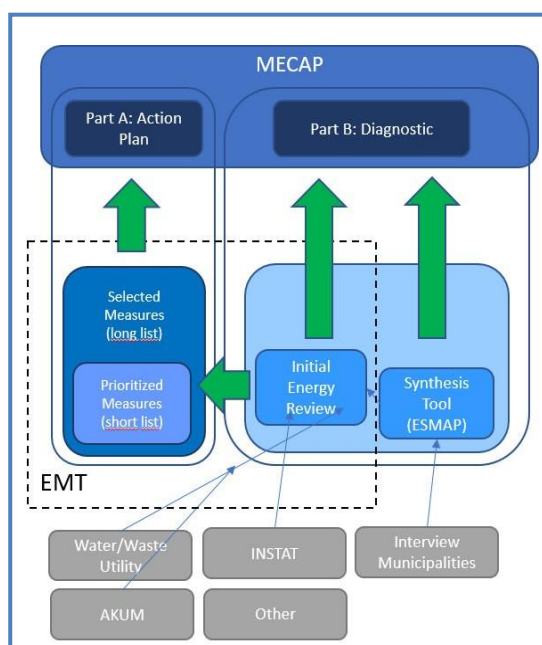 MECAP
Part A: Action
Plan
Part B: Diagnostic
Selected
Measures
(long list)
Prioritized
Measures
(short list)
Initial
Energy
Review
Synthesis
Tool
(ESMAP)
EMT
Water/Waste
Utility
INSTAT
Interview
Municipalities
AKUM
Other